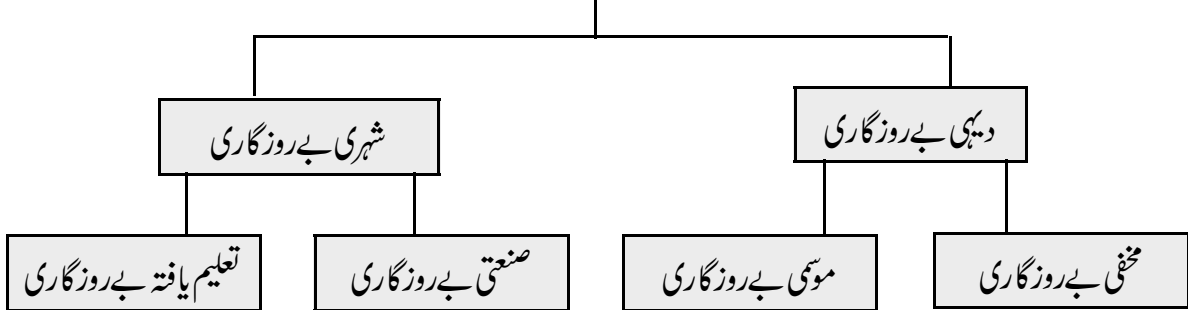 دیہی بے روزگاری
شہری بے روزگاری
مخفی بے روزگاری
موسمی بے روزگاری
صنعتی بے روزگاری
تعلیم یافتہ بے روزگاری